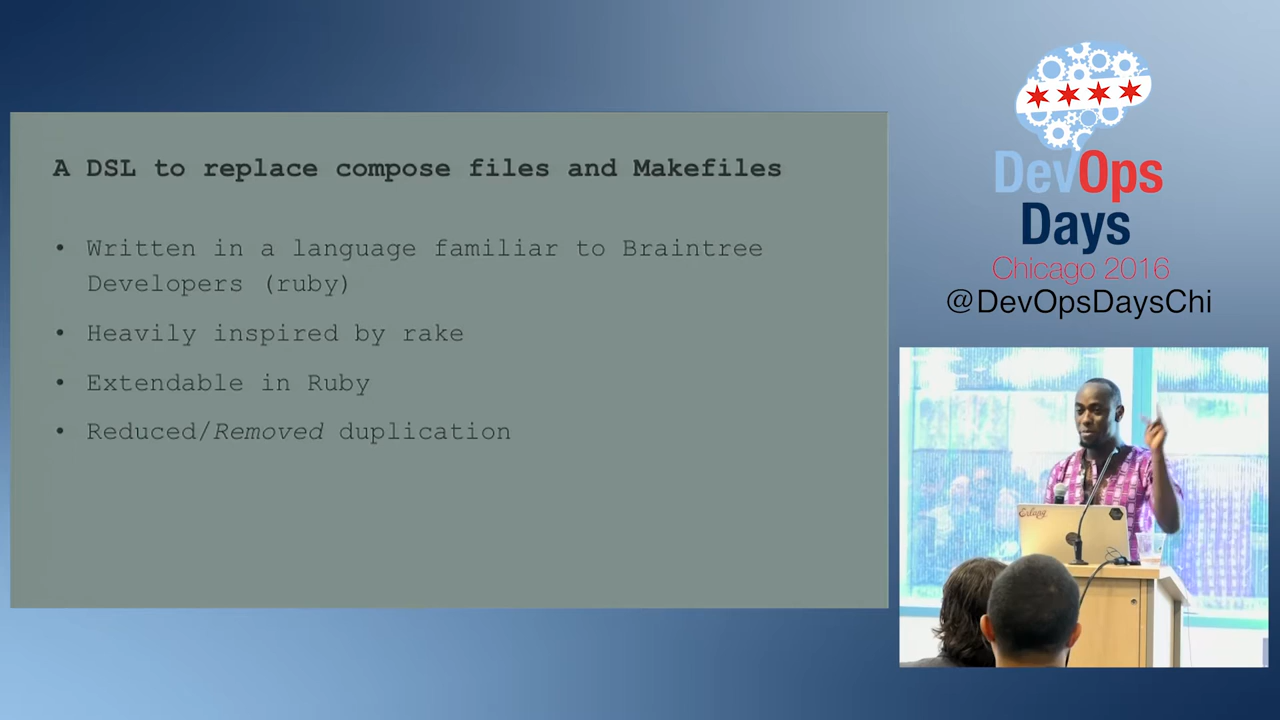 A DSL to replace compose files and Makefiles
• Written in a language familiar to Braintree
Developers (ruby)
• Heavily inspired by rake
• Extendable in Ruby
• Reduced/Removed duplication
DevOps
Days
Chicago 2016
@DevOpsDaysChi
Erlang